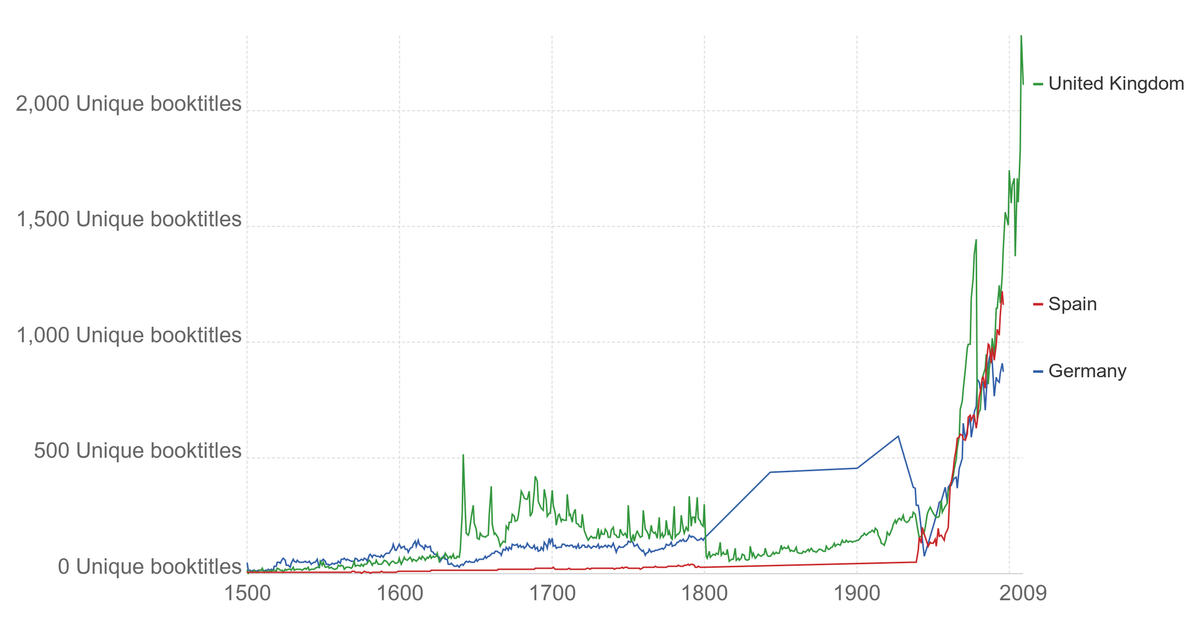 2,000 Unique booktitles
1,500 Unique booktitles
1,000 Unique booktitles
500 Unique booktitles
0 Unique booktitles
1500 1600 1700 1800 1900 2009
United Kingdom
Spain
Germany